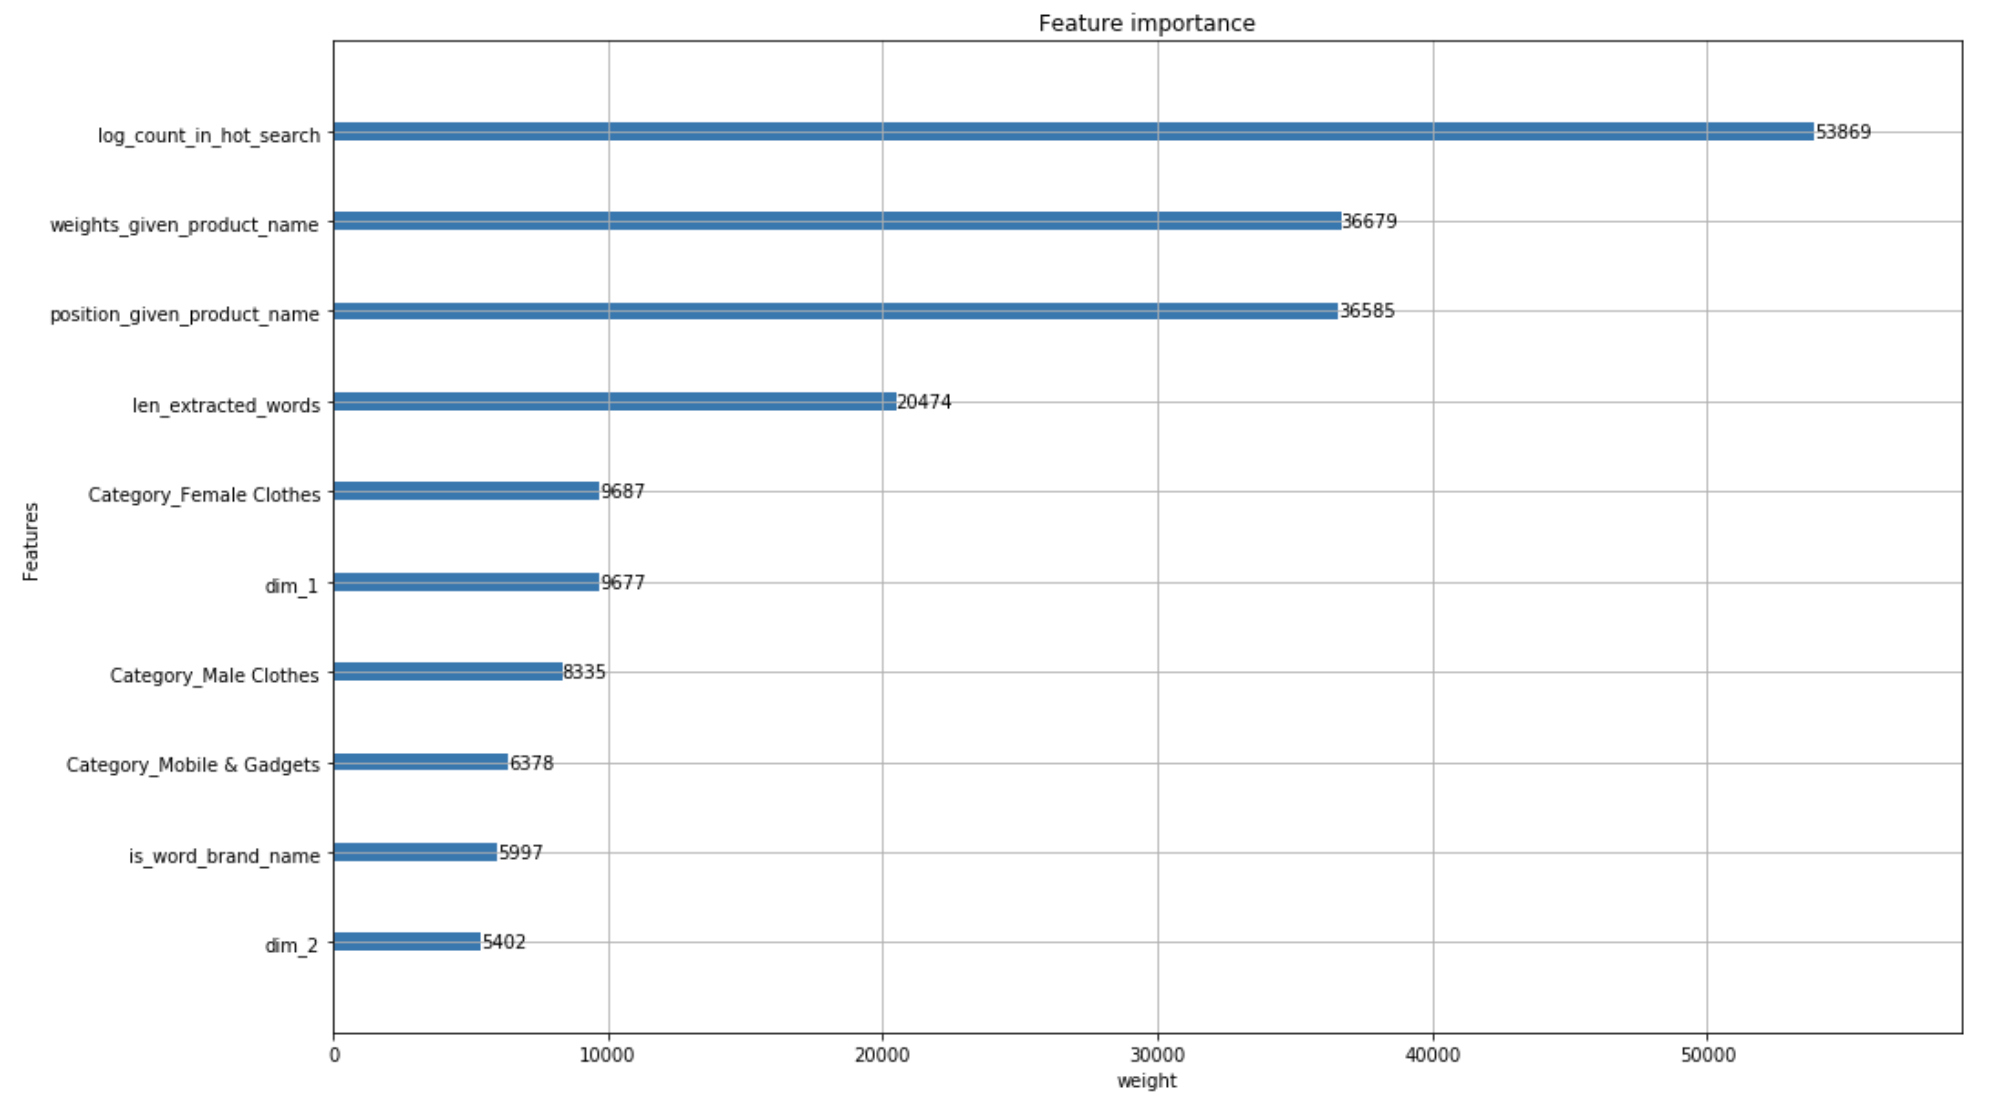 Feature importance
log_count_in_hot_search 53869
weights_given_product_name 36679
position_given_product_name 36585
len_extracted_words 20474
Category_Female Clothes 9687
dim_1 9677
Category_Male Clothes 8335
Category_Mobile & Gadgets 6378
is_word_brand_name 5997
dim_2 5402
Features
0 10000 20000 30000 40000 50000
weight